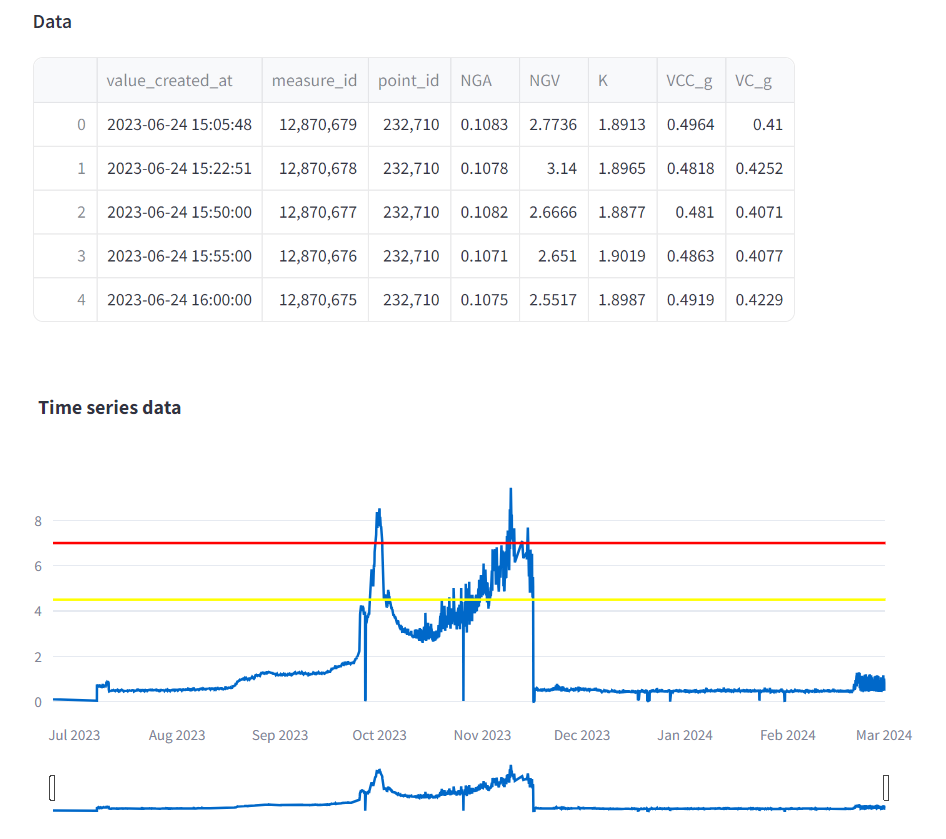 Data
value_created_at measure_id point_id NGA NGV K VCC_g VC_g
0 2023-06-24 15:05:48 12,870,679 232,710 0.1083 2.7736 1.8913 0.4964 0.41
1 2023-06-24 15:22:51 12,870,678 232,710 0.1078 3.14 1.8965 0.4818 0.4252
2 2023-06-24 15:50:00 12,870,677 232,710 0.1082 2.6666 1.8877 0.481 0.4071
3 2023-06-24 15:55:00 12,870,676 232,710 0.1071 2.651 1.9019 0.4863 0.4077
4 2023-06-24 16:00:00 12,870,675 232,710 0.1075 2.5517 1.8987 0.4919 0.4229
Time series data
8
6
4
2
0
Jul 2023 Aug 2023 Sep 2023 Oct 2023 Nov 2023 Dec 2023 Jan 2024 Feb 2024 Mar 2024